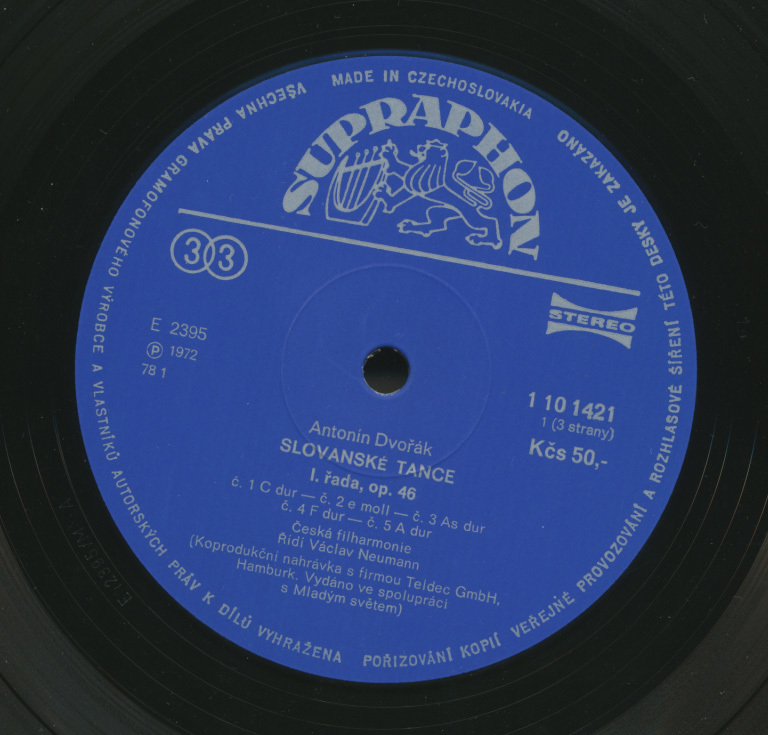 MADE IN CZECHOSLOVAKIA
SUPRAPHON
33
STEREO
E 2395
Ⓟ 1972
78 1
1 10 1421
1 (3 strany)
Kčs 50,-
Antonín Dvořák
SLOVANSKÉ TANCE
I. řada, op. 46
č. 1 C dur — č. 2 e moll — č. 3 As dur
č. 4 F dur — č. 5 A dur
Česká filharmonie
Řídí Václav Neumann
(Koprodukční nahrávka s firmou Teldec GmbH,
Hamburk. Vydáno ve spolupráci
s Mladým světem)
VŠECHNA PRÁVA GRAMOFONOVÉHO VÝROBCE A VLASTNÍKŮ AUTORSKÝCH PRÁV K DÍLŮ VYHRAŽENA
POŘIZOVÁNÍ KOPIÍ VEŘEJNÉ PROVOZOVÁNÍ A ROZHLASOVÉ ŠÍŘENÍ TÉTO DESKY JE ZAKÁZÁNO